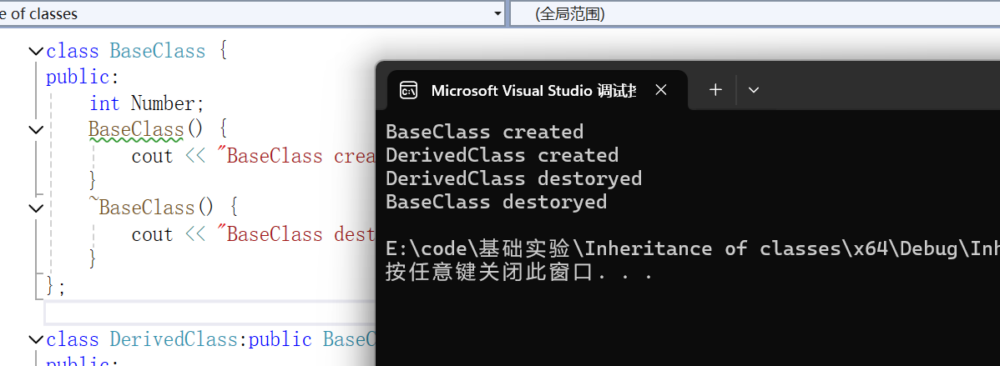 e of classes
(全局范围)
class BaseClass {
public:
int Number;
BaseClass() {
cout << "BaseClass crea
}
~BaseClass() {
cout << "BaseClass dest
}
};
class DerivedClass:public BaseC
public:
Microsoft Visual Studio 调试
BaseClass created
DerivedClass created
DerivedClass destoryed
BaseClass destoryed
E:\code\基础实验\Inheritance of classes\x64\Debug\Inh
按任意键关闭此窗口. . .